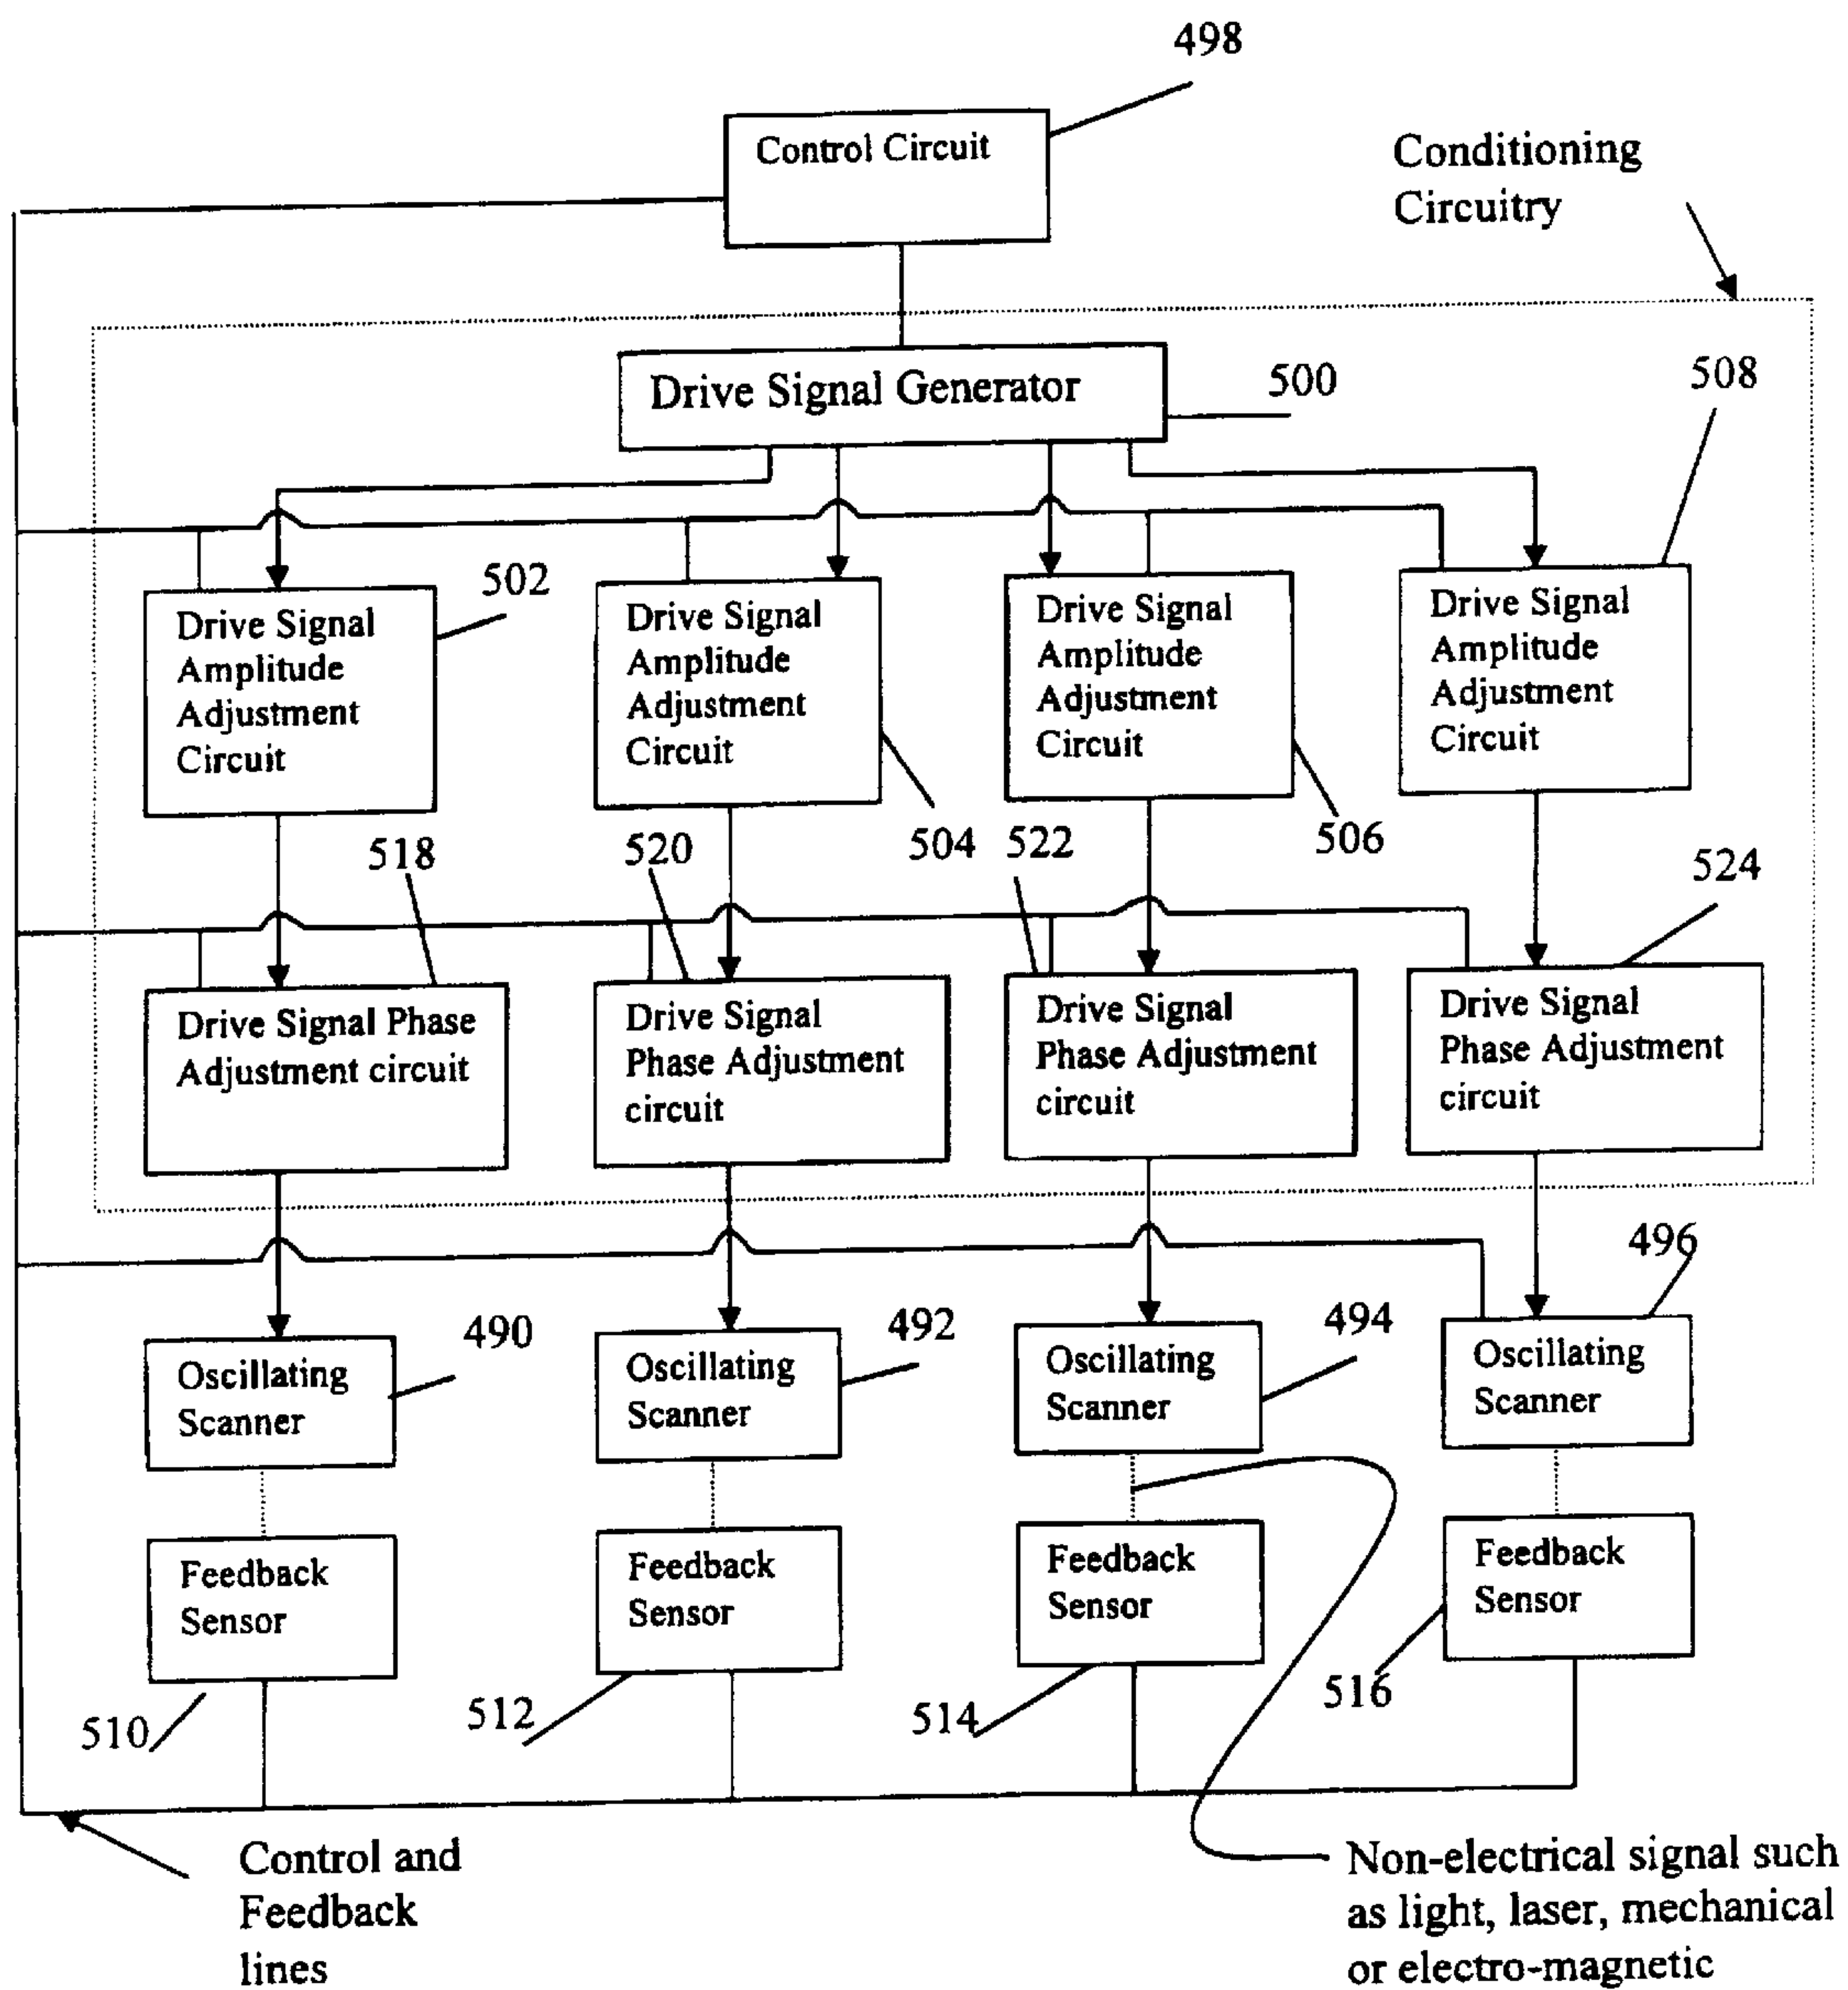 498
Control Circuit
Conditioning
Circuitry
Drive Signal Generator
500
508
502
Drive Signal
Amplitude
Adjustment
Circuit
Drive Signal
Amplitude
Adjustment
Circuit
504
Drive Signal
Amplitude
Adjustment
Circuit
506
Drive Signal
Amplitude
Adjustment
Circuit
518
520
522
524
Drive Signal Phase
Adjustment circuit
Drive Signal
Phase Adjustment
circuit
Drive Signal
Phase Adjustment
circuit
Drive Signal
Phase Adjustment
circuit
490
492
494
496
Oscillating
Scanner
Oscillating
Scanner
Oscillating
Scanner
Oscillating
Scanner
Feedback
Sensor
Feedback
Sensor
Feedback
Sensor
Feedback
Sensor
510
512
514
516
Control and
Feedback
lines
Non-electrical signal such
as light, laser, mechanical
or electro-magnetic